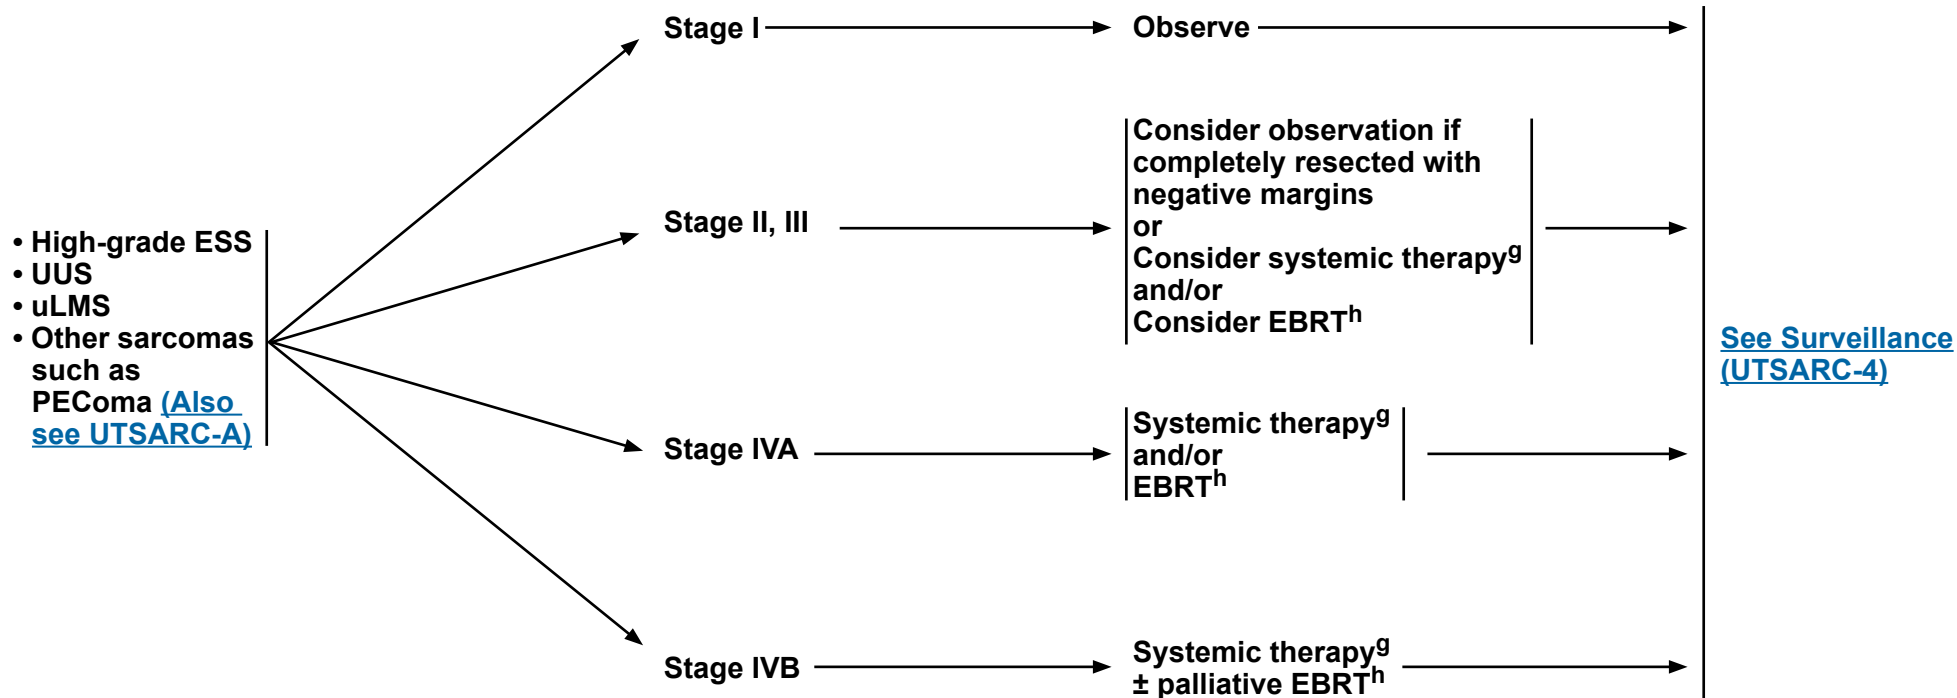 • High-grade ESS
• UUS
• uLMS
• Other sarcomas
such as
PEComa (Also
see UTSARC-A)
Stage I
Observe
Stage II, III
Consider observation if
completely resected with
negative margins
or
Consider systemic therapyg
and/or
Consider EBRTh
Stage IVA
Systemic therapyg
and/or
EBRTh
Stage IVB
Systemic therapyg
± palliative EBRTh
See Surveillance
(UTSARC-4)